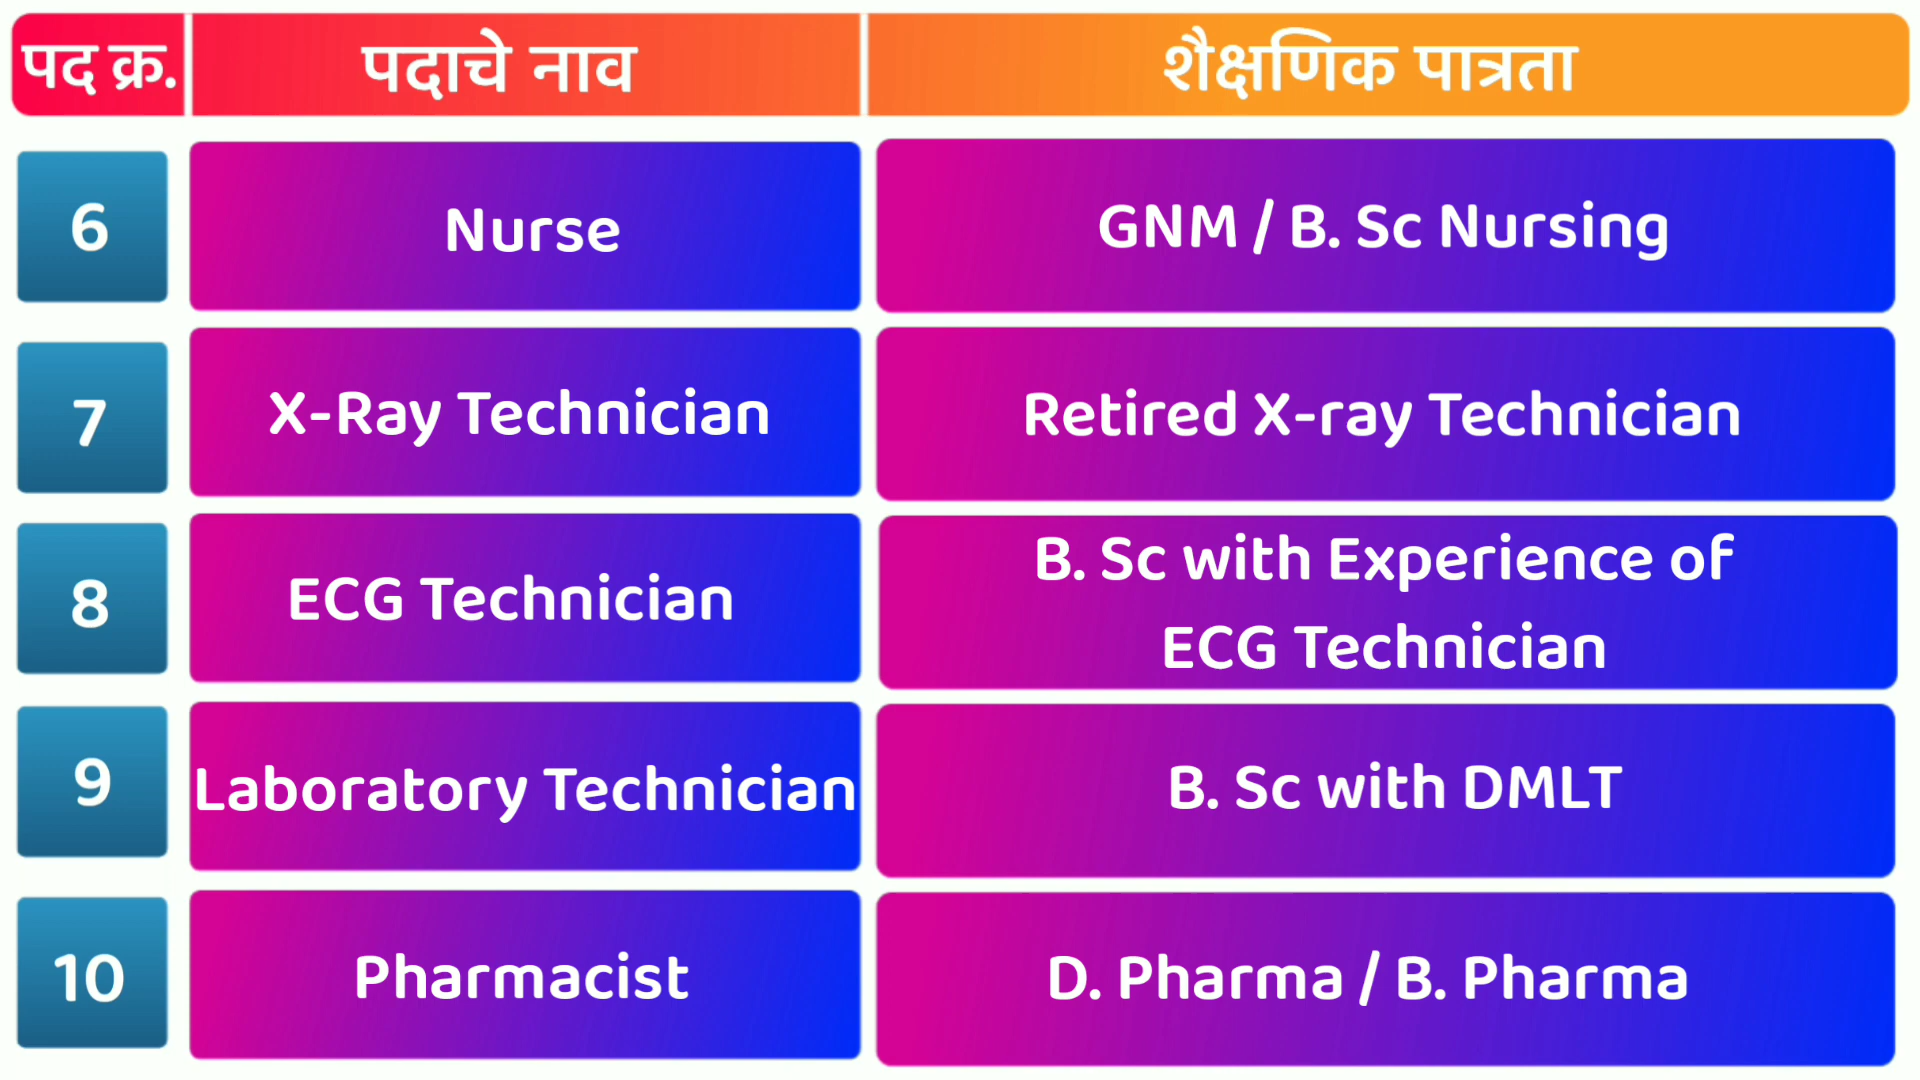 पद क्र. पदाचे नाव शैक्षणिक पात्रता
6 Nurse GNM / B. Sc Nursing
7 X-Ray Technician Retired X-ray Technician
8 ECG Technician B. Sc with Experience of
ECG Technician
9 Laboratory Technician B. Sc with DMLT
10 Pharmacist D. Pharma / B. Pharma